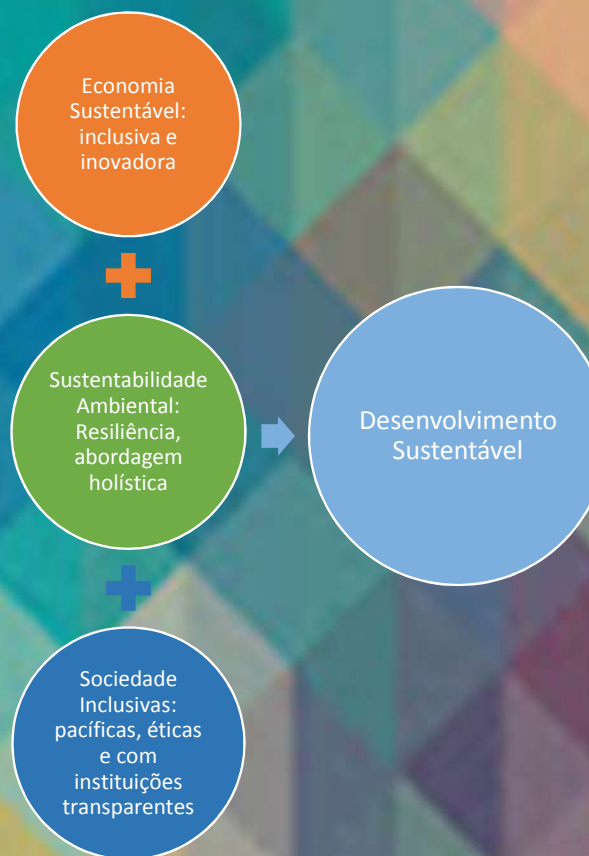 Economia
Sustentável:
inclusiva e
inovadora
Sustentabilidade
Ambiental:
Resiliência,
abordagem
holística
Desenvolvimento
Sustentável
Sociedade
Inclusivas:
pacíficas, éticas
e com
instituições
transparentes